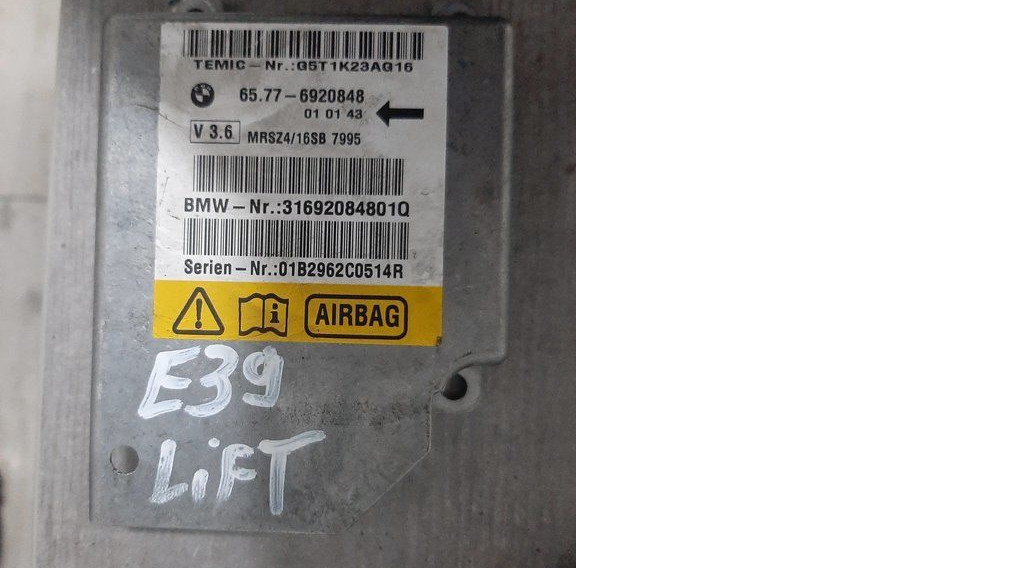 TEMIC-Nr.:G5T1K23AG16
65.77-6920848
01 01 43
V 3.6 MRSZ4/16SB 7995
BMW-Nr.:31692084801Q
Serien-Nr.:01B2962C0514R
AIRBAG
E39
LiFT